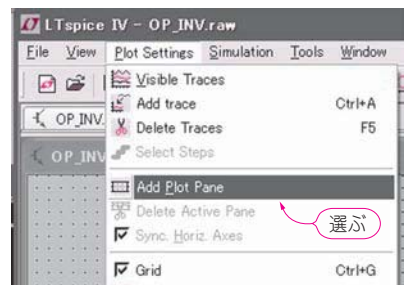 LTspice IV - OP_INV.raw
File View Plot Settings Simulation Tools Window
Visible Traces
Add trace Ctrl+A
OP_INV.
Delete Traces F5
OP_INV
Select Steps
Add Plot Pane
Delete Active Pane
選ぶ
Sync. Horiz. Axes
Grid Ctrl+G